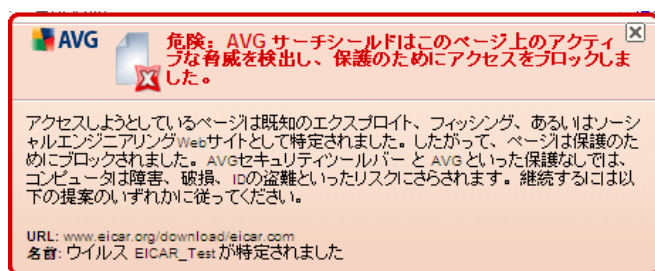 AVG
危険: AVG サーチシールドはこのページ上のアクティ
ブな脅威を検出し、保護のためにアクセスをブロックしま
した。
アクセスしようとしているページは既知のエクスプロイト、フィッシング、あるいはソーシ
ャルエンジニアリングWebサイトとして特定されました。したがって、ページは保護のた
めにブロックされました。AVGセキュリティツールバー と AVG といった保護なしでは、
コンピュータは障害、破損、IDの盗難といったリスクにさらされます。継続するには以
下の提案のいずれかに従ってください。
URL: www.eicar.org/download/eicar.com
名前: ウイルス EICAR_Test が特定されました